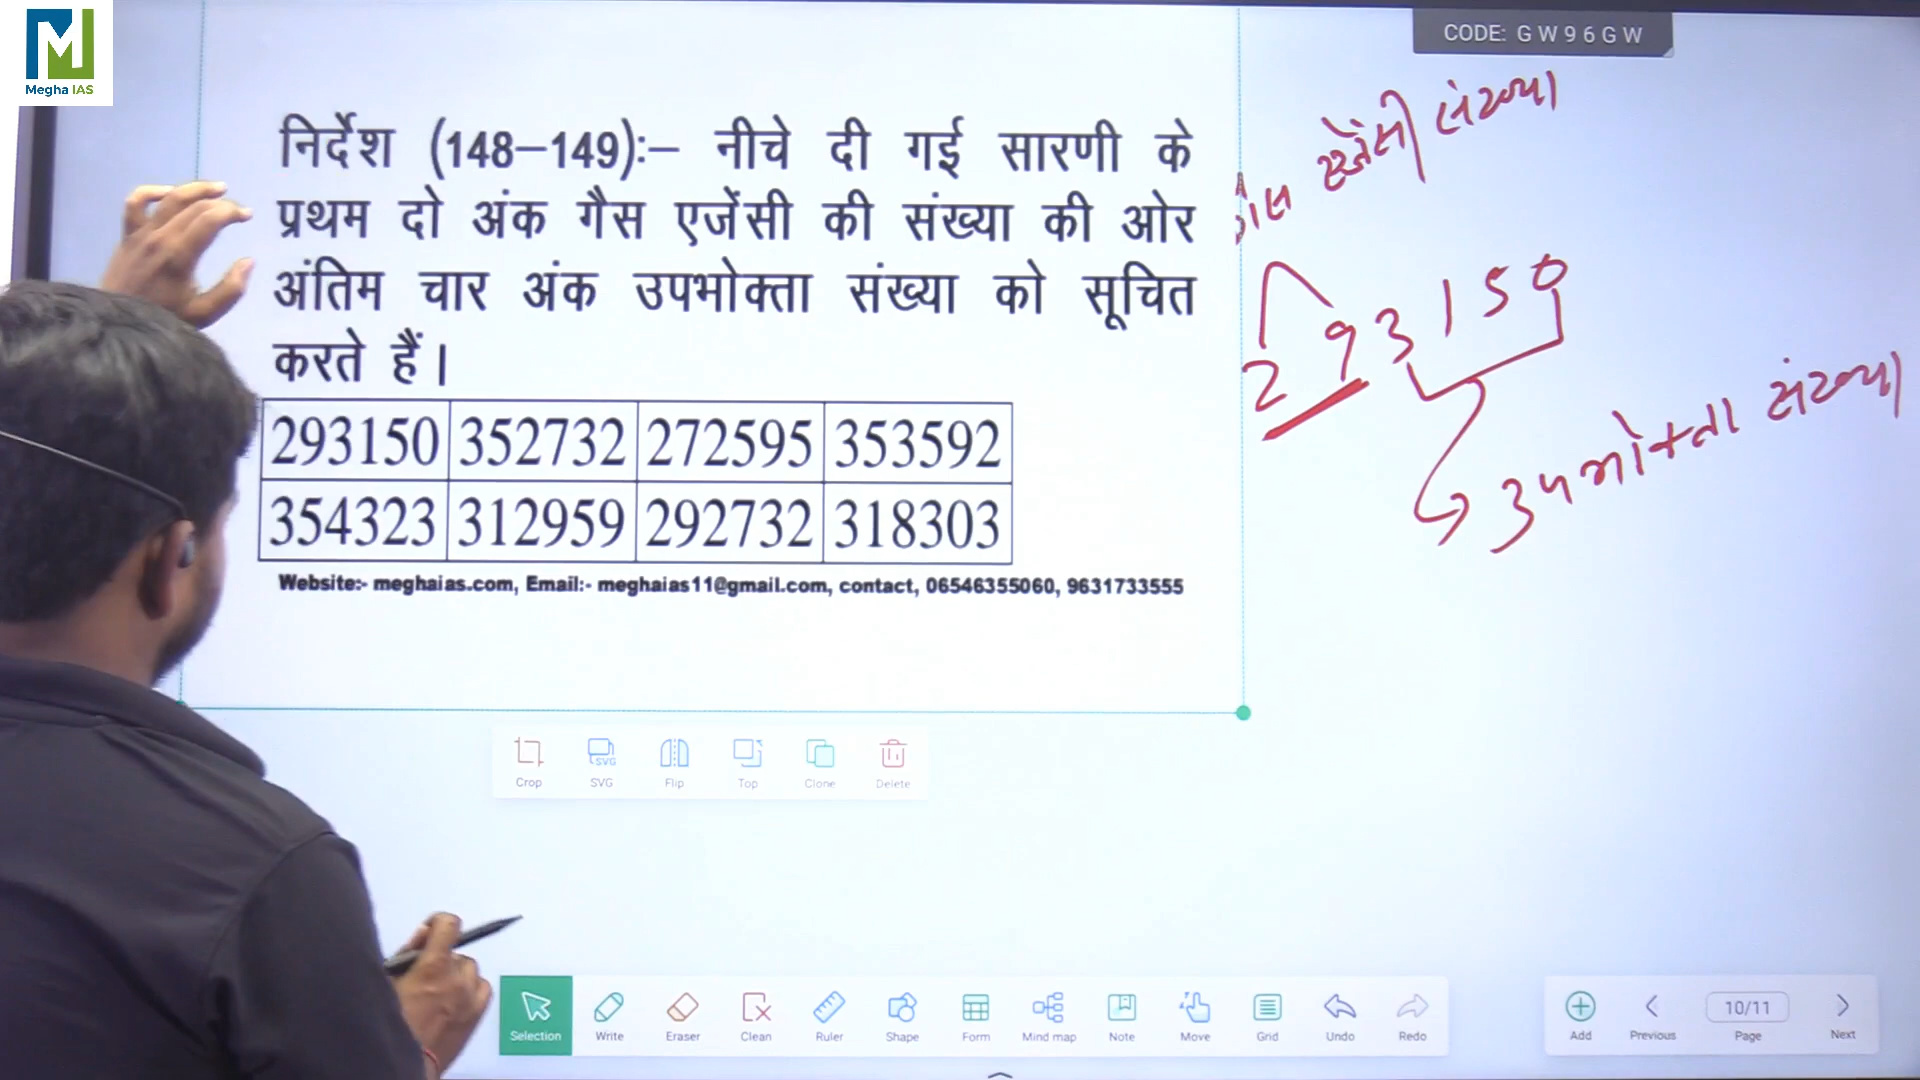 Megha IAS
CODE: GW96GW
निर्देश (148–149):– नीचे दी गई सारणी के
प्रथम दो अंक गैस एजेंसी की संख्या की ओर
अंतिम चार अंक उपभोक्ता संख्या को सूचित
करते हैं।
293150 352732 272595 353592
354323 312959 292732 318303
Website:- meghaias.com, Email:- meghaias11@gmail.com, contact, 06546355060, 9631733555
गैस एजेंसी संख्या
293150
उपभोक्ता संख्या
Crop SVG Flip Top Clone Delete
Selection Write Eraser Clean Ruler Shape Form Mind map Note Move Grid Undo Redo
Add Previous 10/11 Page Next